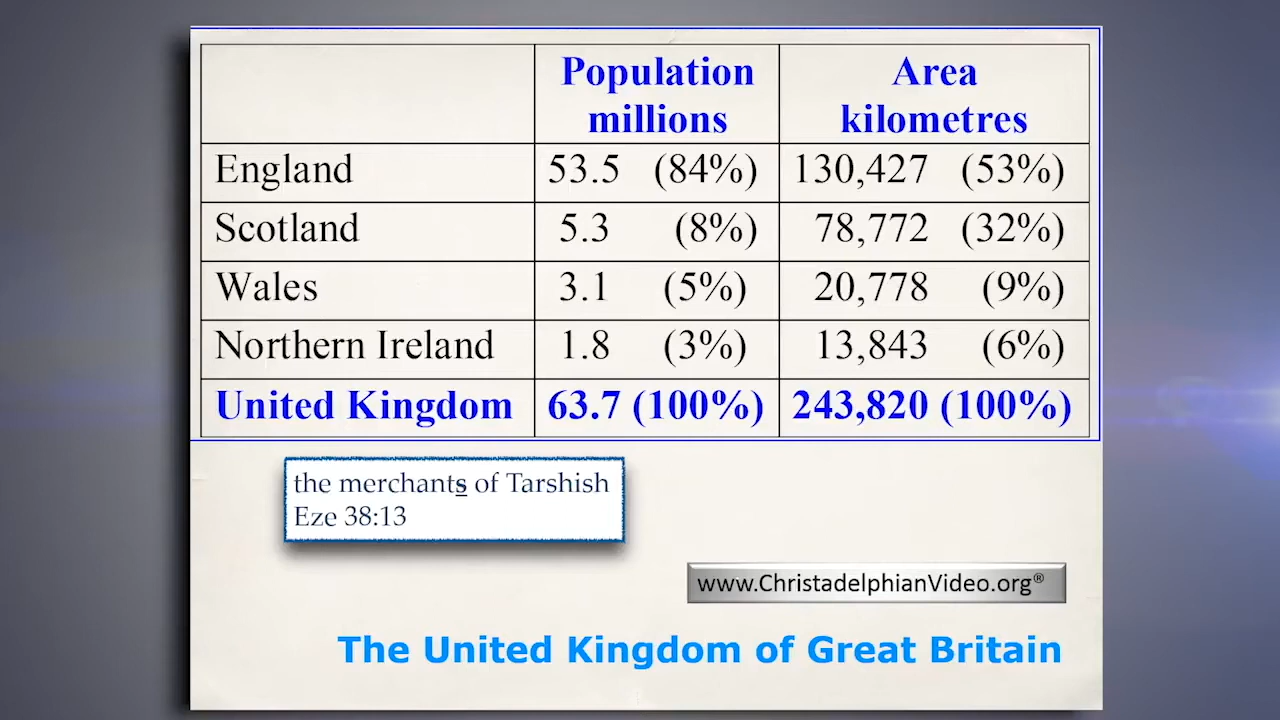 Population millions Area kilometres
England 53.5 (84%) 130,427 (53%)
Scotland 5.3 (8%) 78,772 (32%)
Wales 3.1 (5%) 20,778 (9%)
Northern Ireland 1.8 (3%) 13,843 (6%)
United Kingdom 63.7 (100%) 243,820 (100%)
the merchants of Tarshish
Eze 38:13
www.ChristadelphianVideo.org®
The United Kingdom of Great Britain